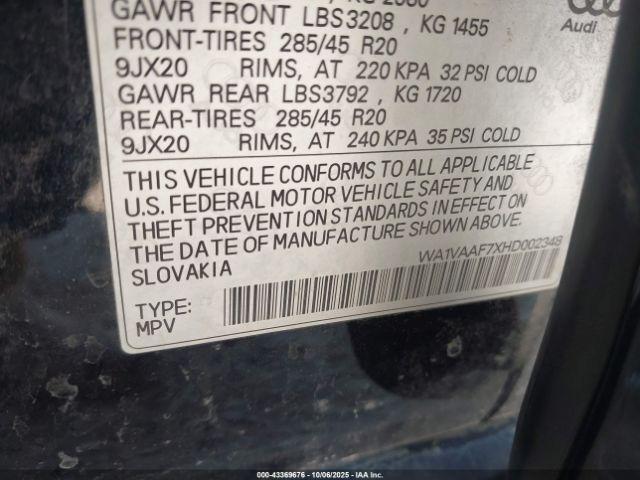 GAWR FRONT LBS3208 , KG 1455
Audi
FRONT-TIRES 285/45 R20
9JX20 RIMS, AT 220 KPA 32 PSI COLD
GAWR REAR LBS3792 , KG 1720
REAR-TIRES 285/45 R20
9JX20 RIMS, AT 240 KPA 35 PSI COLD
THIS VEHICLE CONFORMS TO ALL APPLICABLE
U.S. FEDERAL MOTOR VEHICLE SAFETY AND
THEFT PREVENTION STANDARDS IN EFFECT ON
THE DATE OF MANUFACTURE SHOWN ABOVE.
SLOVAKIA
WA1VAAF7XHD002348
TYPE:
MPV
000-43369676 | 10/06/2025 - IAA Inc.